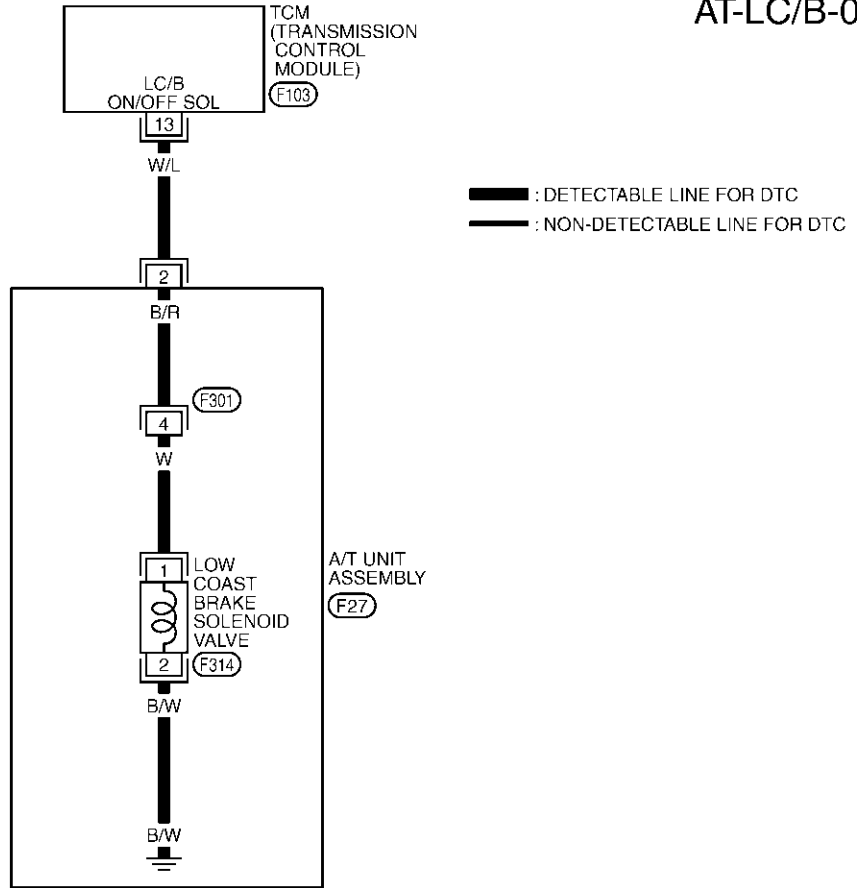 AT-LC/B-0
TCM
(TRANSMISSION
CONTROL
MODULE)
F103
LC/B
ON/OFF SOL
13
W/L
: DETECTABLE LINE FOR DTC
: NON-DETECTABLE LINE FOR DTC
2
B/R
F301
4
W
1
LOW
COAST
BRAKE
SOLENOID
VALVE
2
F314
A/T UNIT
ASSEMBLY
F27
B/W
B/W